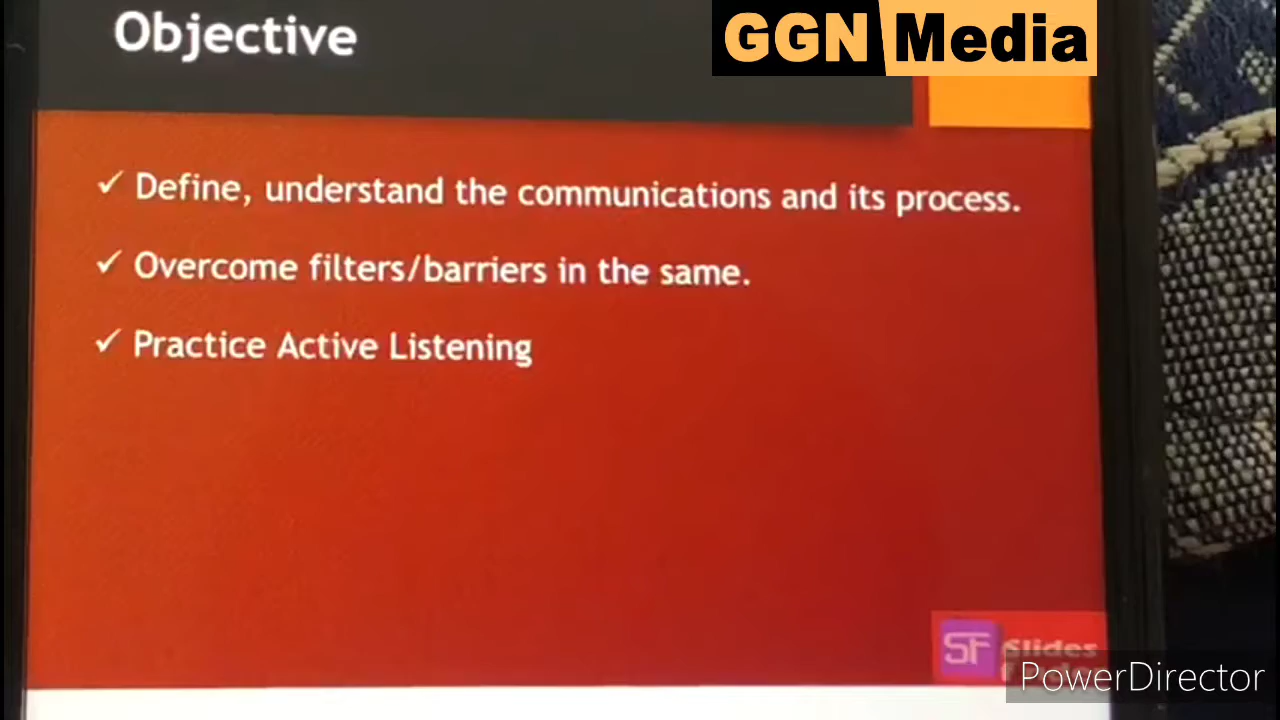 Objective
GGN Media
✓ Define, understand the communications and its process.
✓ Overcome filters/barriers in the same.
✓ Practice Active Listening
SF Slides
PowerDirector